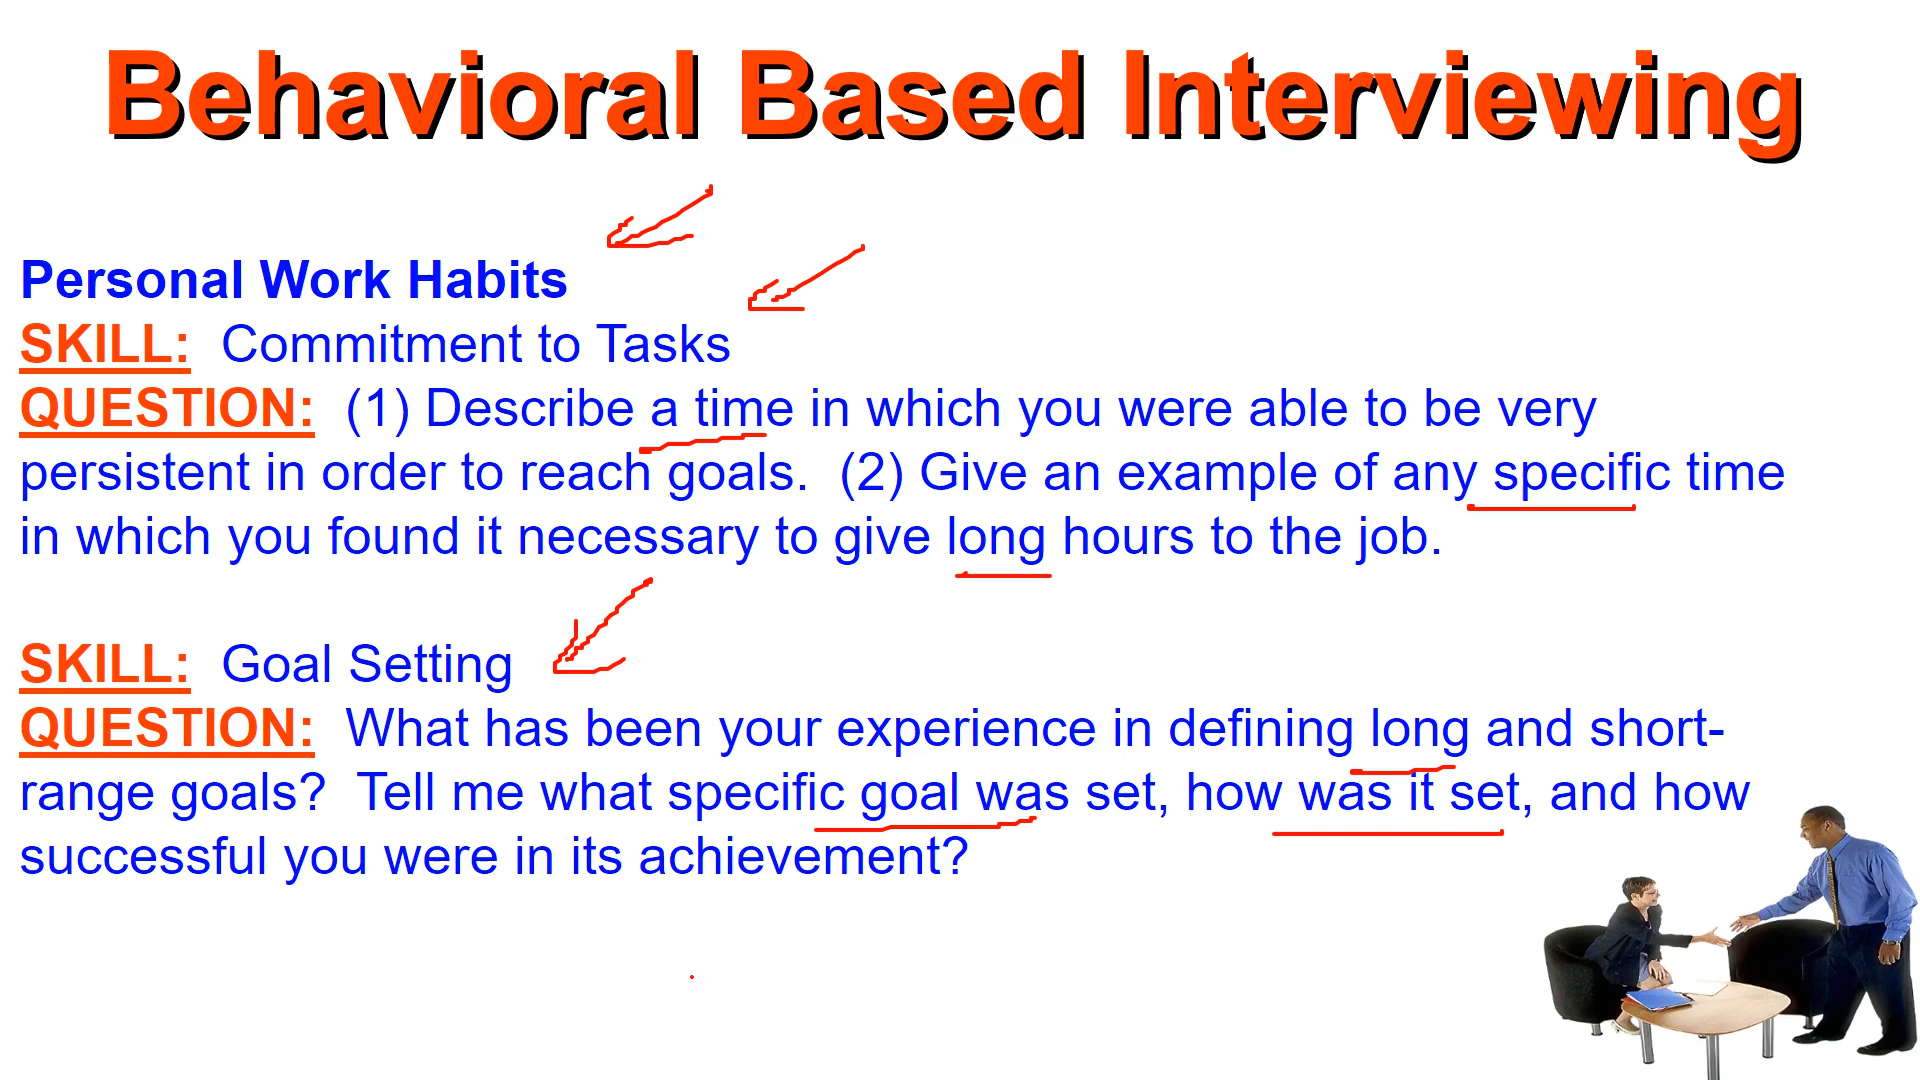 Behavioral Based Interviewing
Personal Work Habits
SKILL: Commitment to Tasks
QUESTION: (1) Describe a time in which you were able to be very
persistent in order to reach goals. (2) Give an example of any specific time
in which you found it necessary to give long hours to the job.
SKILL: Goal Setting
QUESTION: What has been your experience in defining long and short-
range goals? Tell me what specific goal was set, how was it set, and how
successful you were in its achievement?